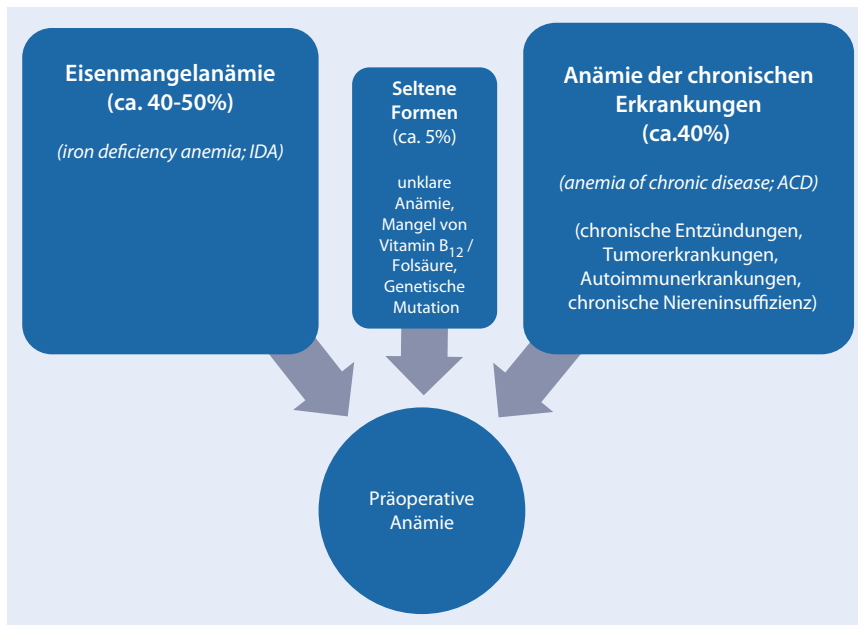 Eisenmangelanämie
(ca. 40-50%)
(iron deficiency anemia; IDA)
Seltene
Formen
(ca. 5%)
unklare
Anämie,
Mangel von
Vitamin B12 /
Folsäure,
Genetische
Mutation
Anämie der chronischen
Erkrankungen
(ca.40%)
(anemia of chronic disease; ACD)
(chronische Entzündungen,
Tumorerkrankungen,
Autoimmunerkrankungen,
chronische Niereninsuffizienz)
Präoperative
Anämie